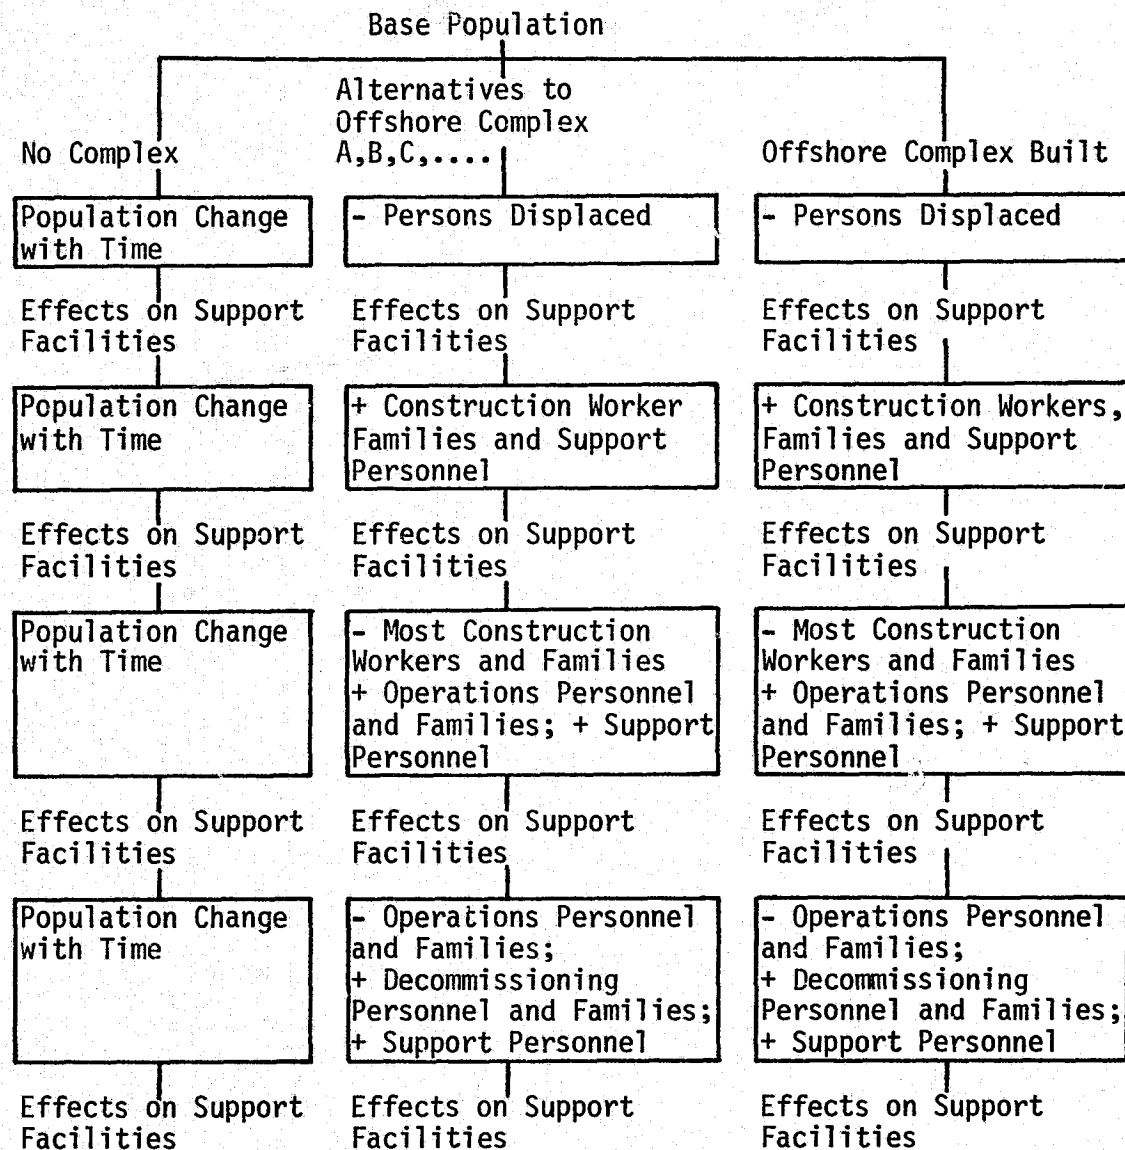 Base Population
No Complex
Population Change
with Time
Effects on Support
Facilities
Population Change
with Time
Effects on Support
Facilities
Population Change
with Time
Effects on Support
Facilities
Population Change
with Time
Effects on Support
Facilities
Alternatives to
Offshore Complex
A,B,C,....
- Persons Displaced
Effects on Support
Facilities
+ Construction Worker
Families and Support
Personnel
Effects on Support
Facilities
- Most Construction
Workers and Families
+ Operations Personnel
and Families; + Support
Personnel
Effects on Support
Facilities
- Operations Personnel
and Families;
+ Decommissioning
Personnel and Families;
+ Support Personnel
Effects on Support
Facilities
Offshore Complex Built
- Persons Displaced
Effects on Support
Facilities
+ Construction Workers,
Families and Support
Personnel
Effects on Support
Facilities
- Most Construction
Workers and Families
+ Operations Personnel
and Families; + Support
Personnel
Effects on Support
Facilities
- Operations Personnel
and Families;
+ Decommissioning
Personnel and Families;
+ Support Personnel
Effects on Support
Facilities